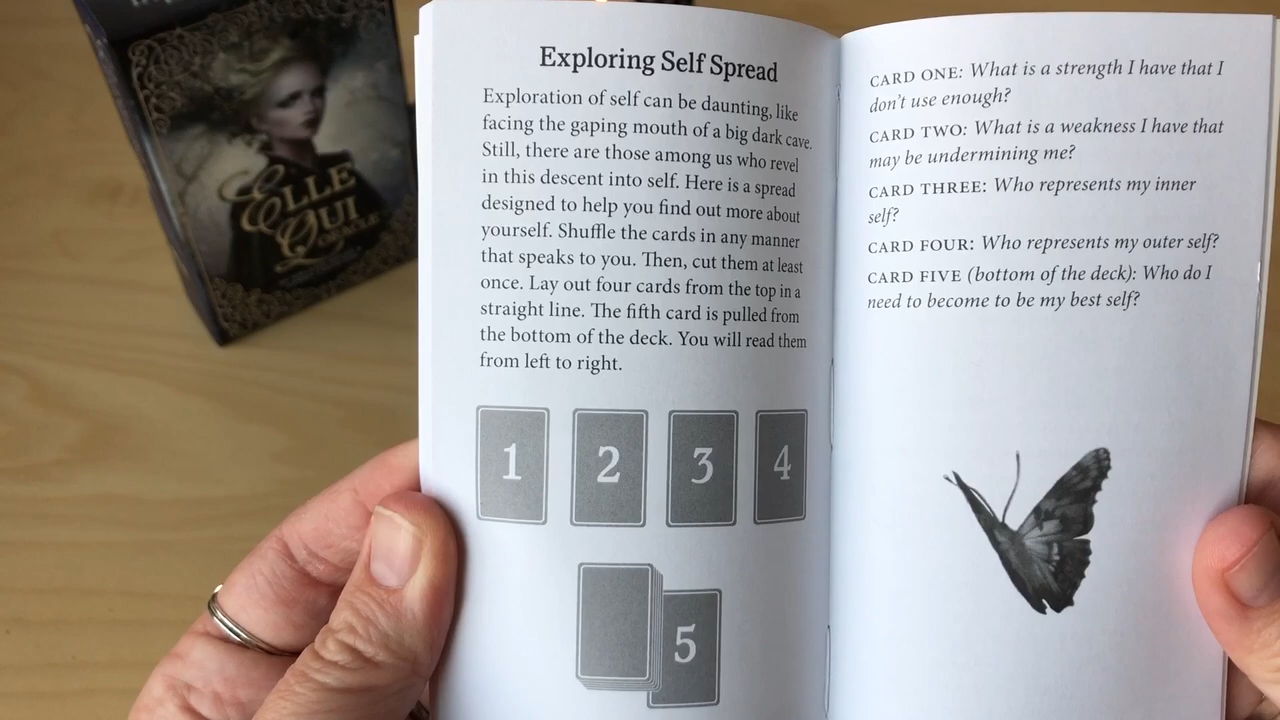 ELLE
QUI
ORACLE
Exploring Self Spread
Exploration of self can be daunting, like
facing the gaping mouth of a big dark cave.
Still, there are those among us who revel
in this descent into self. Here is a spread
designed to help you find out more about
yourself. Shuffle the cards in any manner
that speaks to you. Then, cut them at least
once. Lay out four cards from the top in a
straight line. The fifth card is pulled from
the bottom of the deck. You will read them
from left to right.
1 2 3 4
5
CARD ONE: What is a strength I have that I
don't use enough?
CARD TWO: What is a weakness I have that
may be undermining me?
CARD THREE: Who represents my inner
self?
CARD FOUR: Who represents my outer self?
CARD FIVE (bottom of the deck): Who do I
need to become to be my best self?